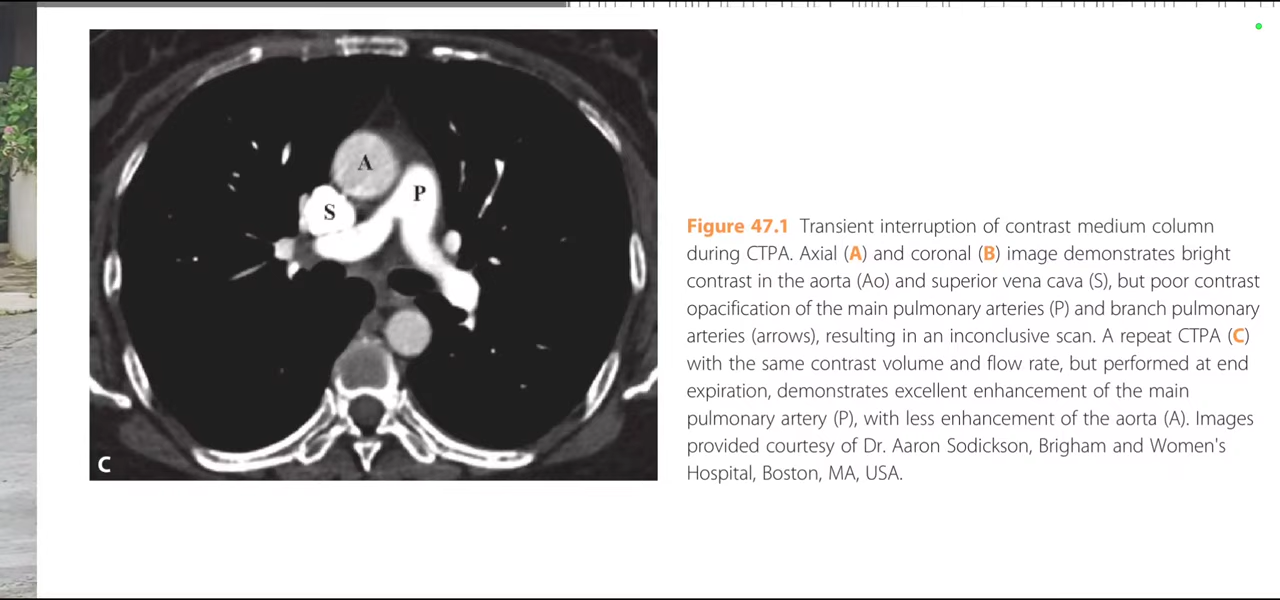 A
P
S
C
Figure 47.1 Transient interruption of contrast medium column
during CTPA. Axial (A) and coronal (B) image demonstrates bright
contrast in the aorta (Ao) and superior vena cava (S), but poor contrast
opacification of the main pulmonary arteries (P) and branch pulmonary
arteries (arrows), resulting in an inconclusive scan. A repeat CTPA (C)
with the same contrast volume and flow rate, but performed at end
expiration, demonstrates excellent enhancement of the main
pulmonary artery (P), with less enhancement of the aorta (A). Images
provided courtesy of Dr. Aaron Sodickson, Brigham and Women's
Hospital, Boston, MA, USA.